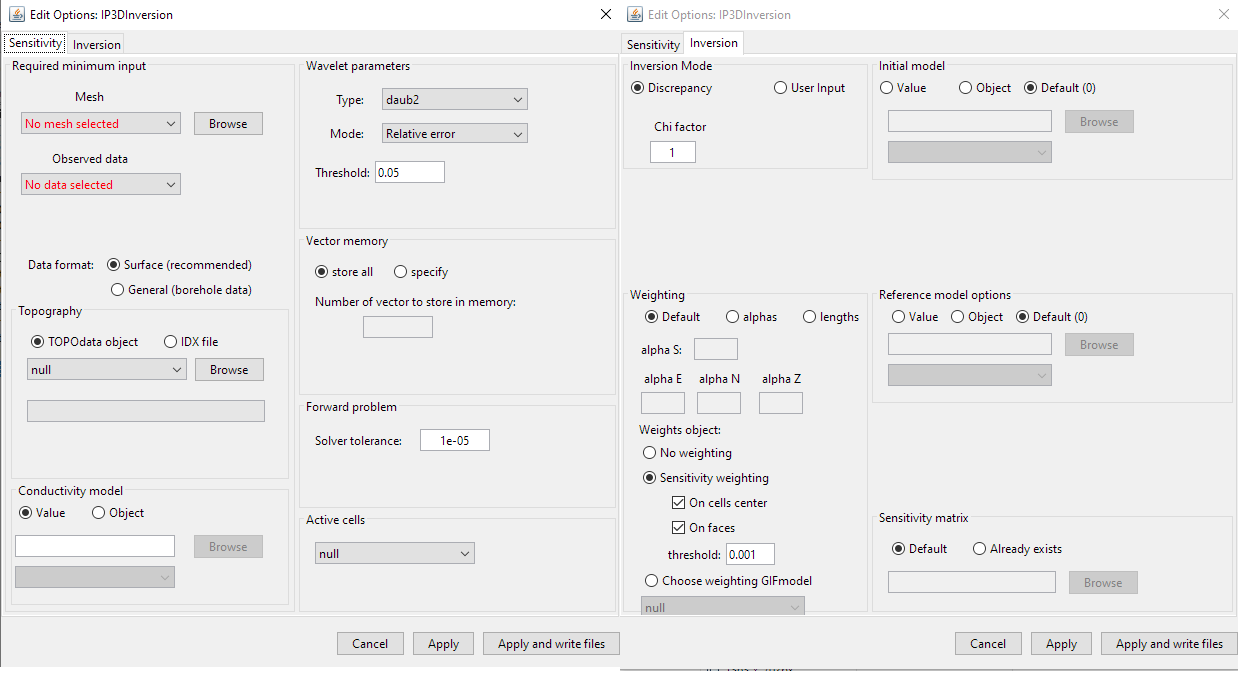 Edit Options: IP3DInversion
Sensitivity Inversion
Required minimum input
Mesh
No mesh selected Browse
Observed data
No data selected
Data format: Surface (recommended)
General (borehole data)
Topography
TOPOdata object IDX file
null Browse
Conductivity model
Value Object
Browse
Wavelet parameters
Type: daub2
Mode: Relative error
Threshold: 0.05
Vector memory
store all specify
Number of vector to store in memory:
Forward problem
Solver tolerance: 1e-05
Active cells
null
Cancel Apply Apply and write files
Edit Options: IP3DInversion
Sensitivity Inversion
Inversion Mode
Discrepancy User Input
Chi factor
1
Weighting
Default alphas lengths
alpha S:
alpha E alpha N alpha Z
Weights object:
No weighting
Sensitivity weighting
On cells center
On faces
threshold: 0.001
Choose weighting GIFmodel
null
Initial model
Value Object Default (0)
Browse
Reference model options
Value Object Default (0)
Browse
Sensitivity matrix
Default Already exists
Browse
Cancel Apply Apply and write files